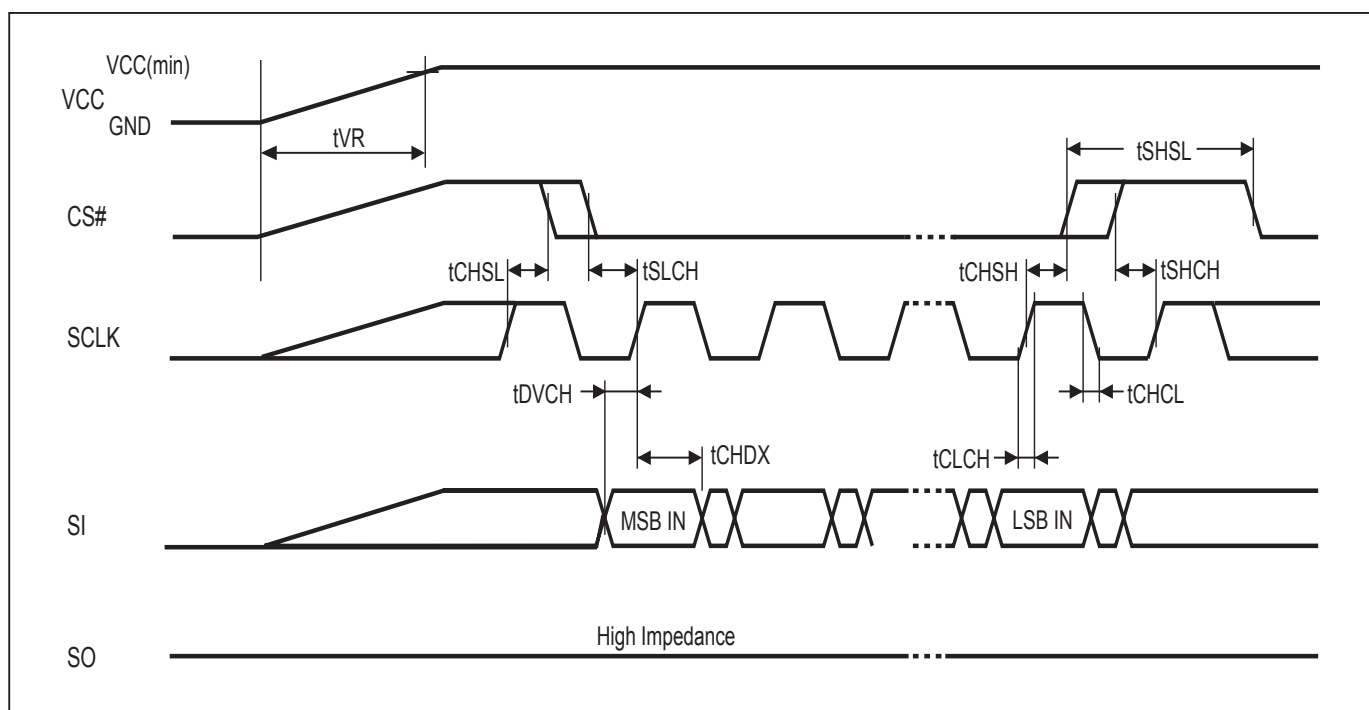 VCC(min)
VCC
GND
tVR
tSHSL
CS#
tCHSL
tSLCH
tCHSH
tSHCH
SCLK
tDVCH
tCHCL
tCHDX
tCLCH
SI
MSB IN
LSB IN
High Impedance
SO